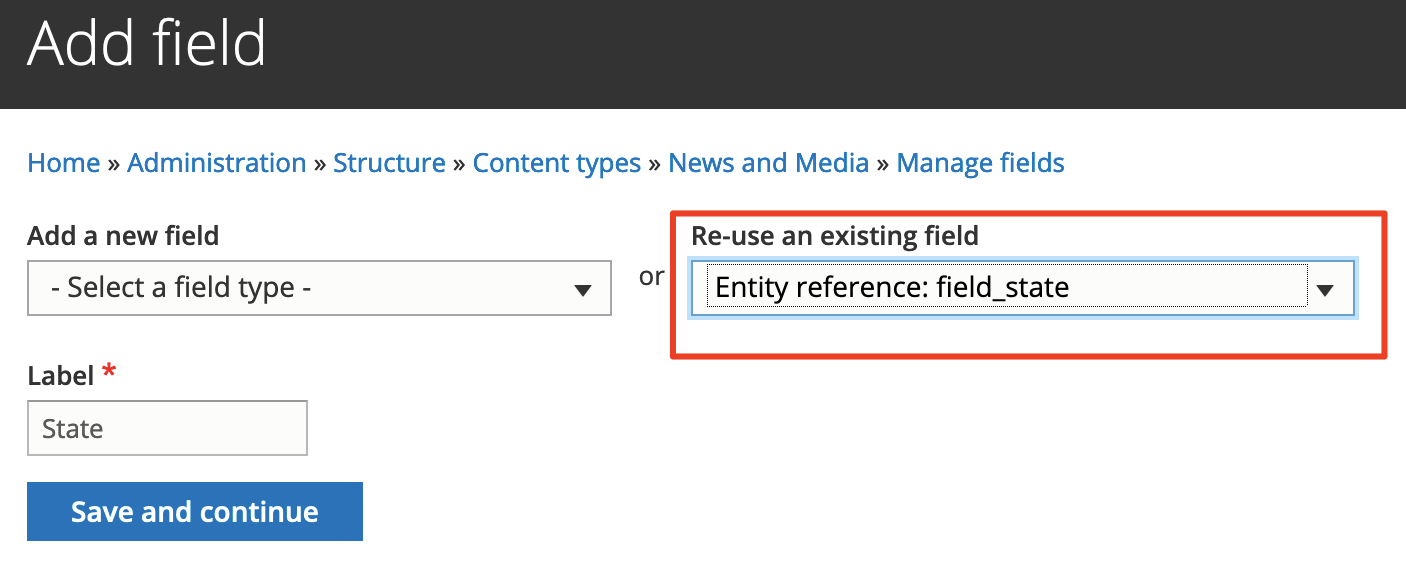 Add field
Home » Administration » Structure » Content types » News and Media » Manage fields
Add a new field
- Select a field type -
or
Re-use an existing field
Entity reference: field_state
Label *
State
Save and continue